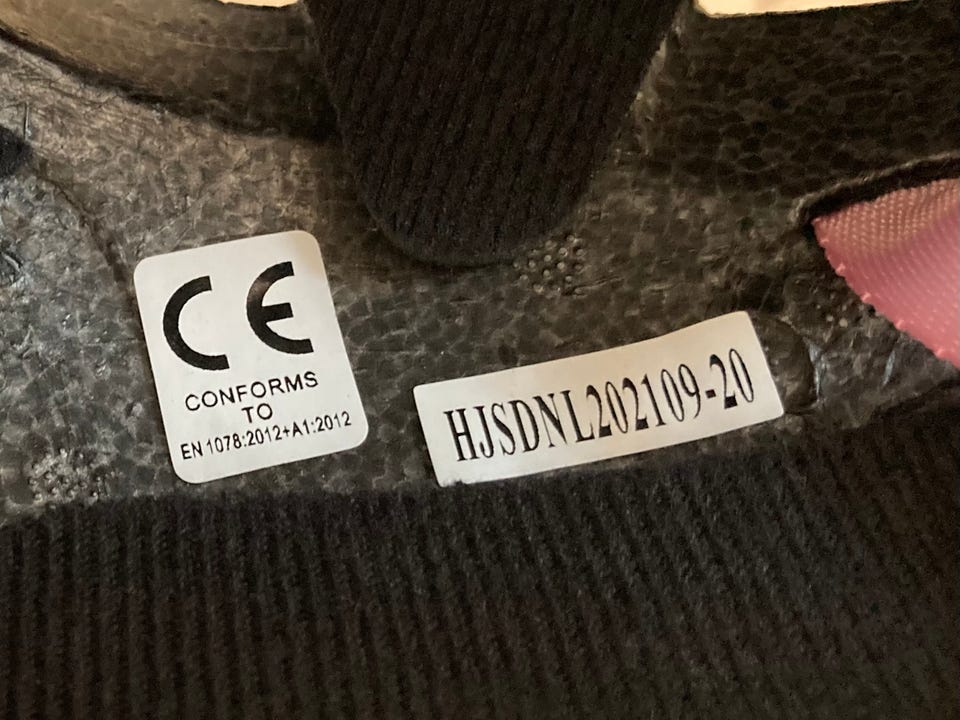 CE
CONFORMS
TO
EN 1078:2012+A1:2012
HJSDNL202109-20